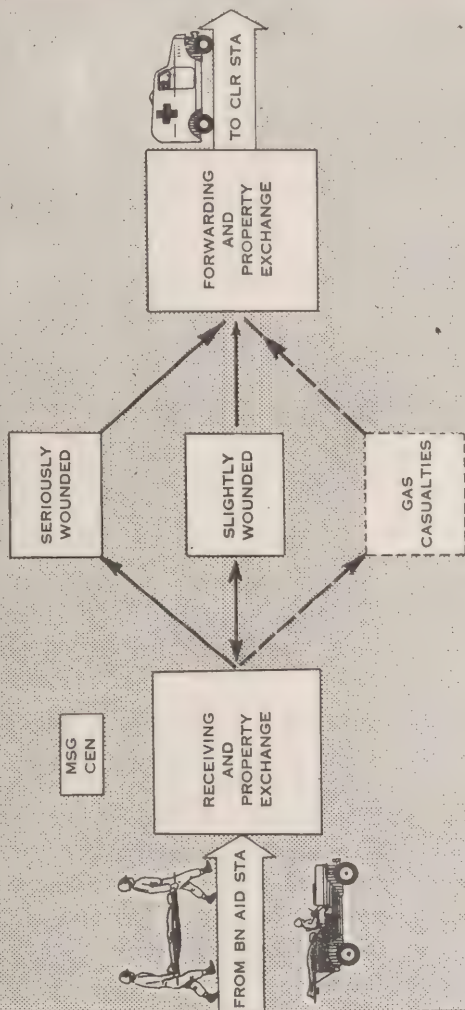 FROM BN AID STA
MSG
CEN
RECEIVING
AND
PROPERTY
EXCHANGE
SERIOUSLY
WOUNDED
SLIGHTLY
WOUNDED
GAS
CASUALTIES
FORWARDING
AND
PROPERTY
EXCHANGE
TO CLR STA